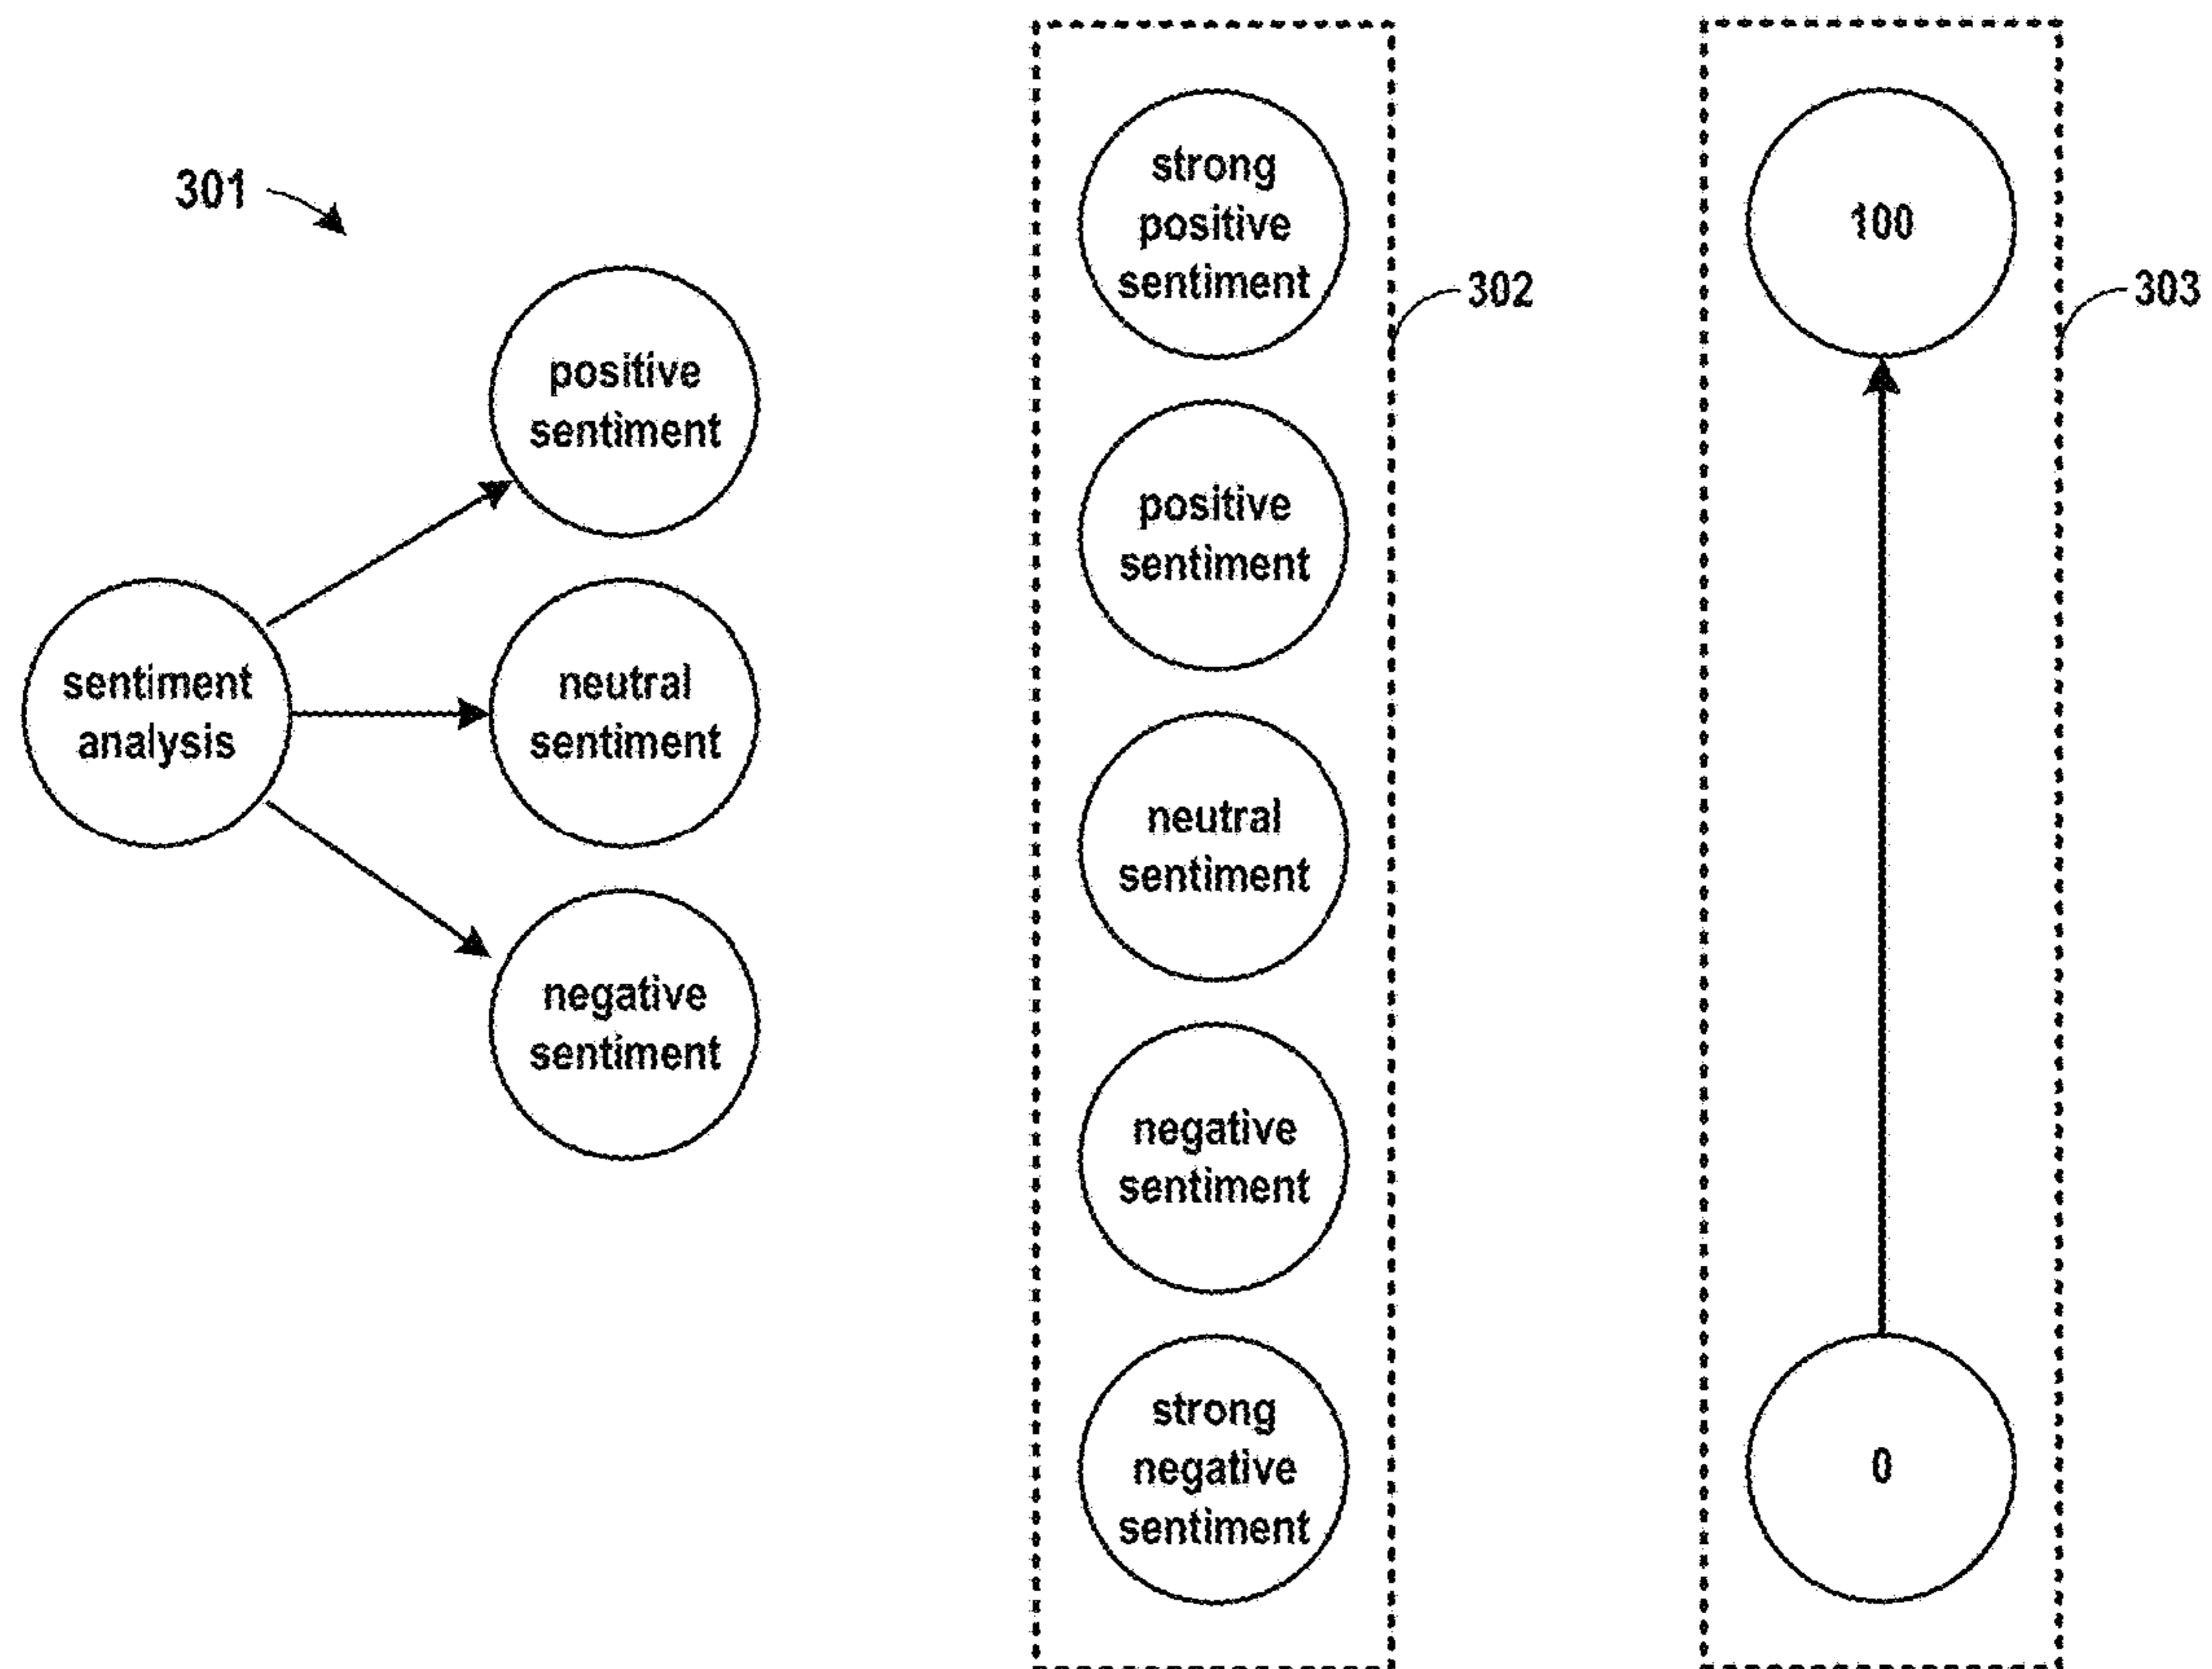 301
positive
sentiment
sentiment
analysis
neutral
sentiment
negative
sentiment
strong
positive
sentiment
positive
sentiment
neutral
sentiment
negative
sentiment
strong
negative
sentiment
302
100
0
303